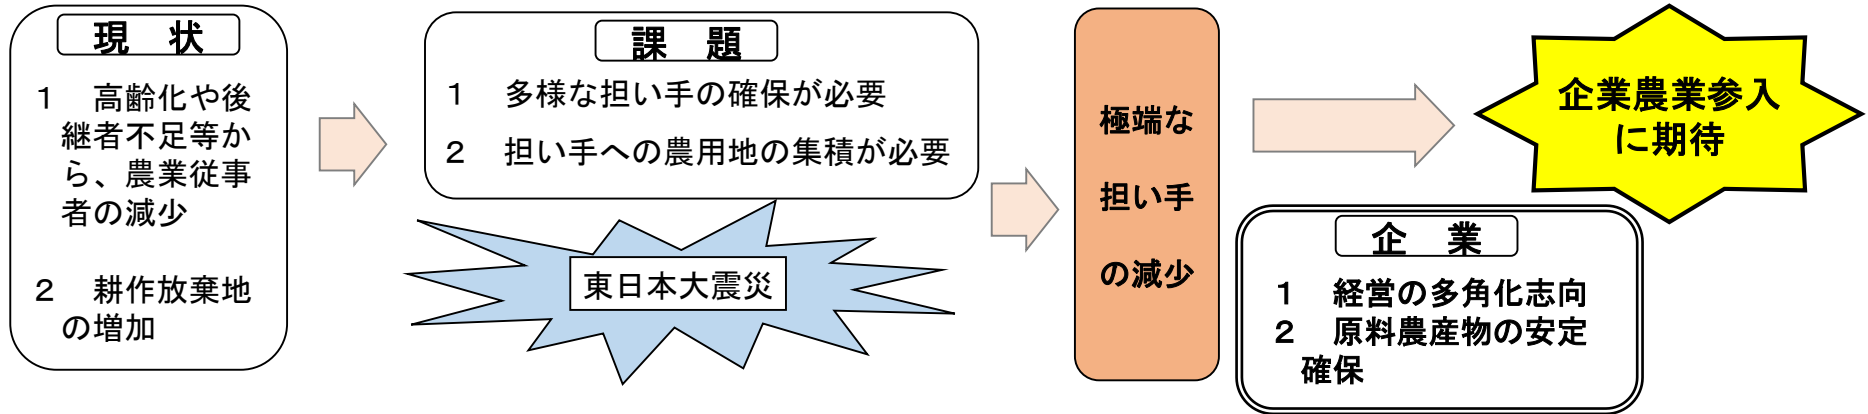 現　状
１　高齢化や後
継者不足等か
ら、農業従事
者の減少
２　耕作放棄地
の増加
課　題
１　多様な担い手の確保が必要
２　担い手への農用地の集積が必要
東日本大震災
極端な
担い手
の減少
企業農業参入
に期待
企　業
１　経営の多角化志向
２　原料農産物の安定
確保